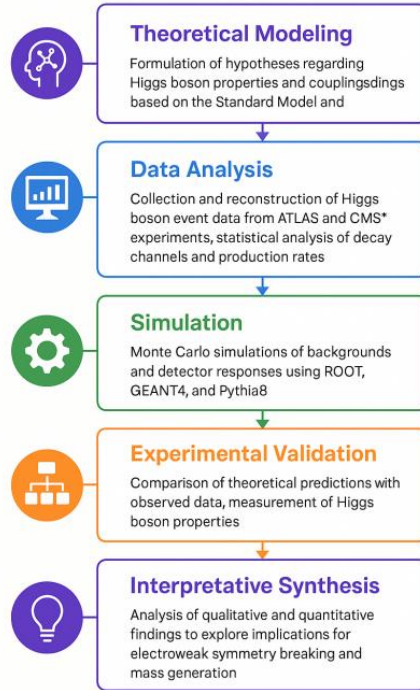 Theoretical Modeling
Formulation of hypotheses regarding
Higgs boson properties and couplingsdings
based on the Standard Model and
Data Analysis
Collection and reconstruction of Higgs
boson event data from ATLAS and CMS*
experiments, statistical analysis of decay
channels and production rates
Simulation
Monte Carlo simulations of backgrounds
and detector responses using ROOT,
GEANT4, and Pythia8
Experimental Validation
Comparison of theoretical predictions with
observed data, measurement of Higgs
boson properties
Interpretative Synthesis
Analysis of qualitative and quantitative
findings to explore implications for
electroweak symmetry breaking and
mass generation